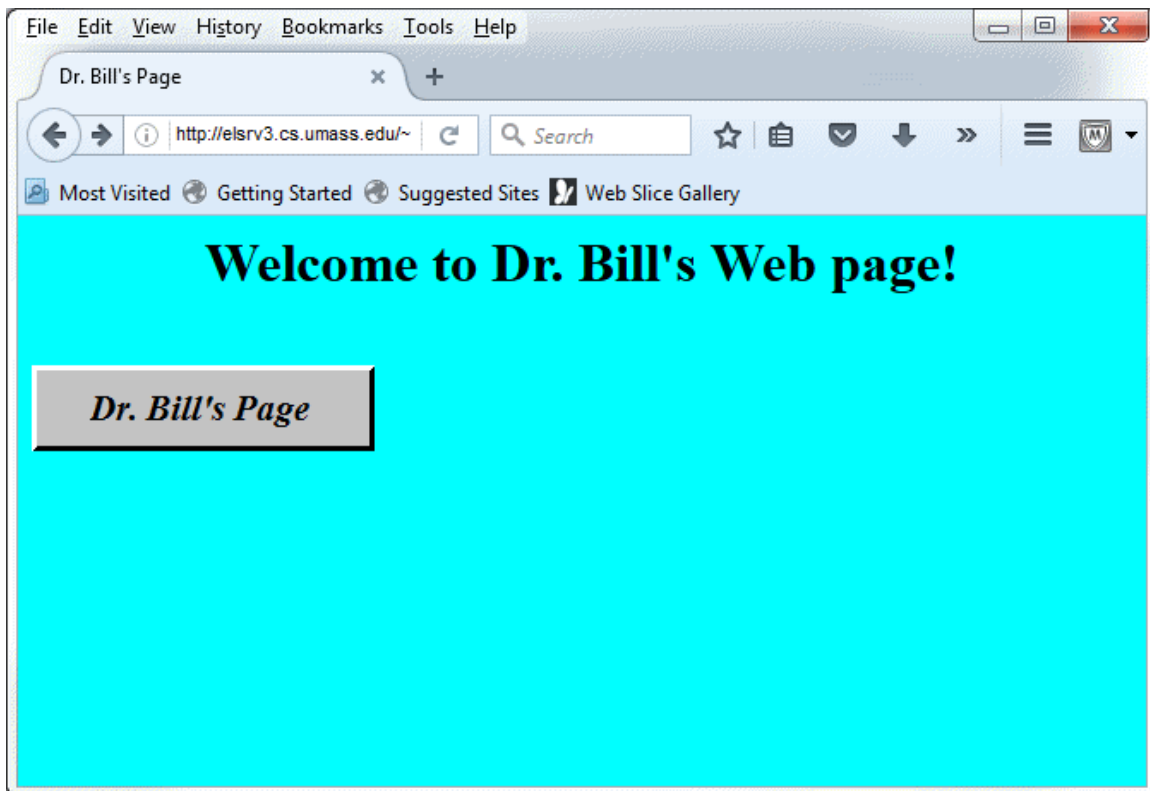 File Edit View History Bookmarks Tools Help
Dr. Bill's Page
http://elsrv3.cs.umass.edu/~ Search
Most Visited Getting Started Suggested Sites Web Slice Gallery
Welcome to Dr. Bill's Web page!
Dr. Bill's Page